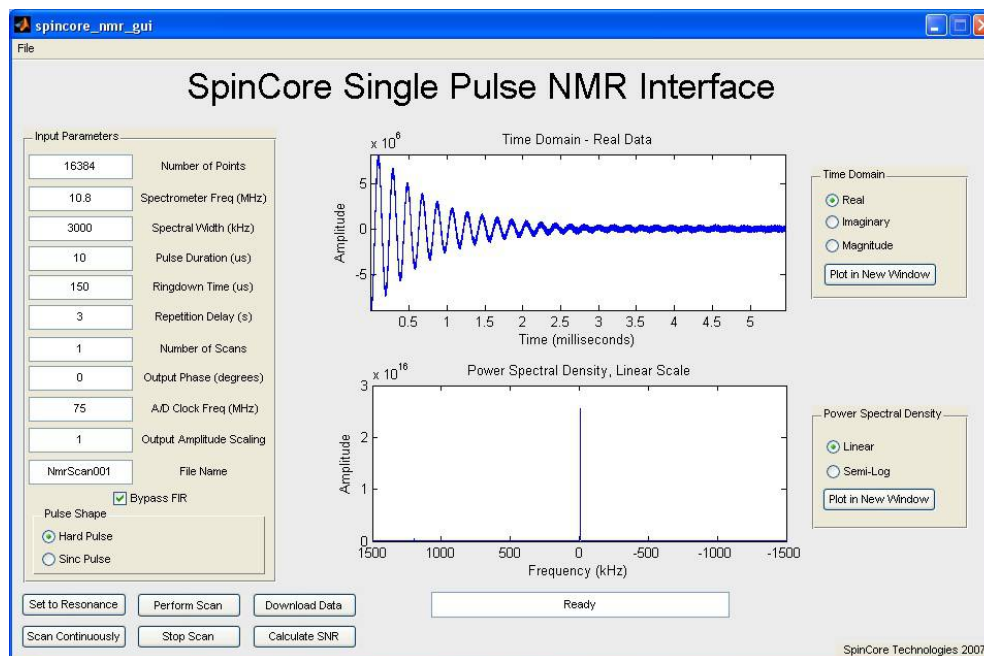 spincore_nmr_gui
File
SpinCore Single Pulse NMR Interface
Input Parameters
16384 Number of Points
10.8 Spectrometer Freq (MHz)
3000 Spectral Width (kHz)
10 Pulse Duration (us)
150 Ringdown Time (us)
3 Repetition Delay (s)
1 Number of Scans
0 Output Phase (degrees)
75 A/D Clock Freq (MHz)
1 Output Amplitude Scaling
NmrScan001 File Name
Bypass FIR
Pulse Shape
Hard Pulse
Sinc Pulse
Set to Resonance Perform Scan Download Data
Scan Continuously Stop Scan Calculate SNR
Time Domain - Real Data
x 10^6
5
0
-5
Amplitude
0.5 1 1.5 2 2.5 3 3.5 4 4.5 5
Time (milliseconds)
Power Spectral Density, Linear Scale
x 10^16
3
2
1
0
Amplitude
1500 1000 500 0 -500 -1000 -1500
Frequency (kHz)
Ready
Time Domain
Real
Imaginary
Magnitude
Plot in New Window
Power Spectral Density
Linear
Semi-Log
Plot in New Window
SpinCore Technologies 2007